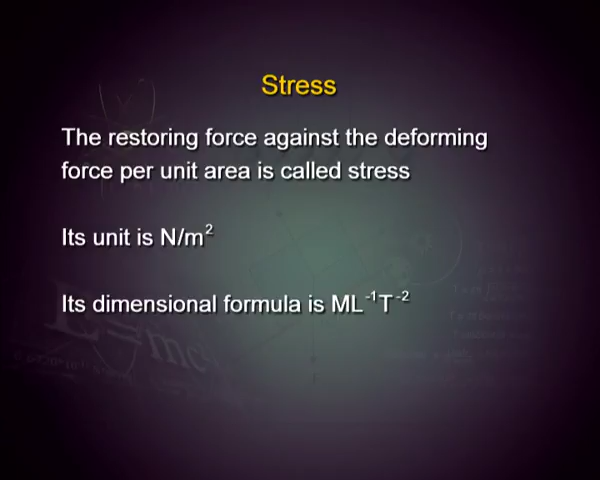 Stress
The restoring force against the deforming
force per unit area is called stress
Its unit is N/m²
Its dimensional formula is ML⁻¹T⁻²
E=mc